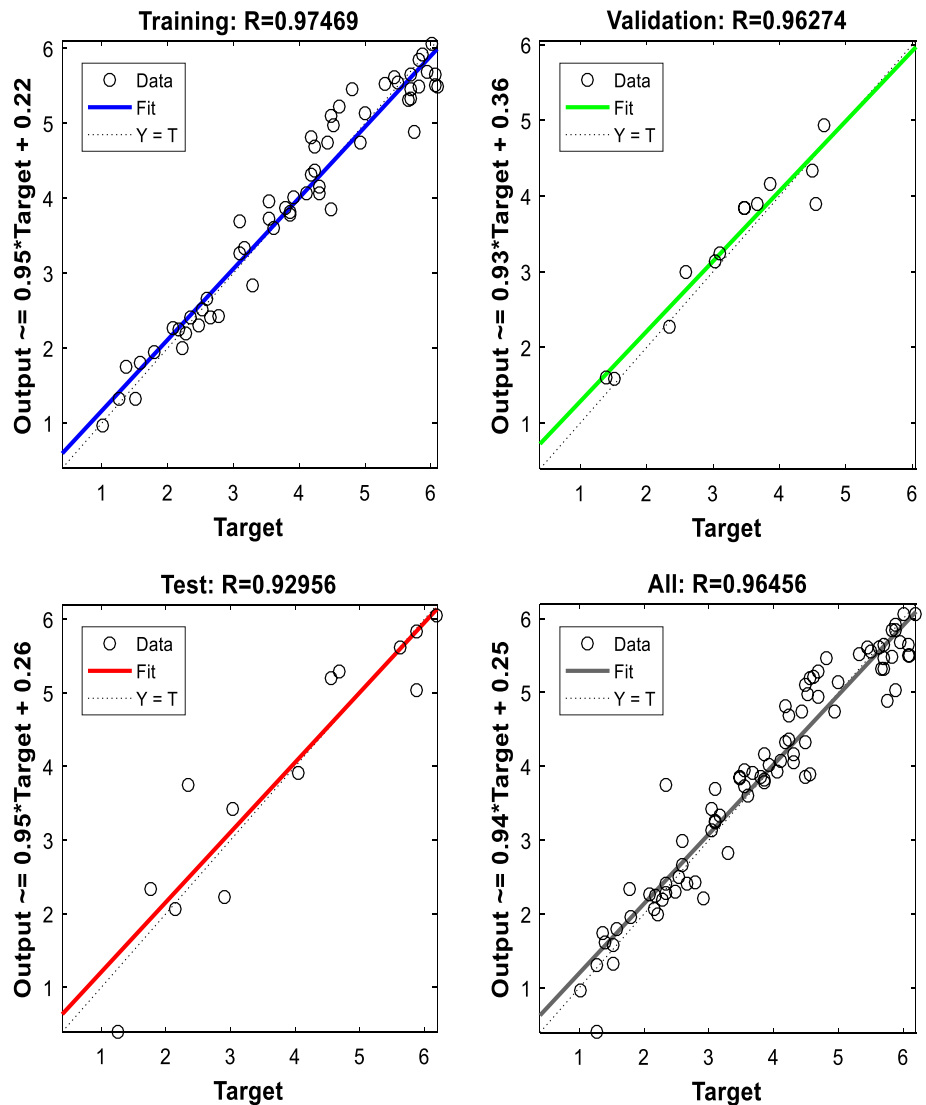 Training: R=0.97469
Output ~= 0.95*Target + 0.22
6
5
4
3
2
1
Data
Fit
Y = T
1 2 3 4 5 6
Target
Validation: R=0.96274
Output ~= 0.93*Target + 0.36
6
5
4
3
2
1
Data
Fit
Y = T
1 2 3 4 5 6
Target
Test: R=0.92956
Output ~= 0.95*Target + 0.26
6
5
4
3
2
1
Data
Fit
Y = T
1 2 3 4 5 6
Target
All: R=0.96456
Output ~= 0.94*Target + 0.25
6
5
4
3
2
1
Data
Fit
Y = T
1 2 3 4 5 6
Target